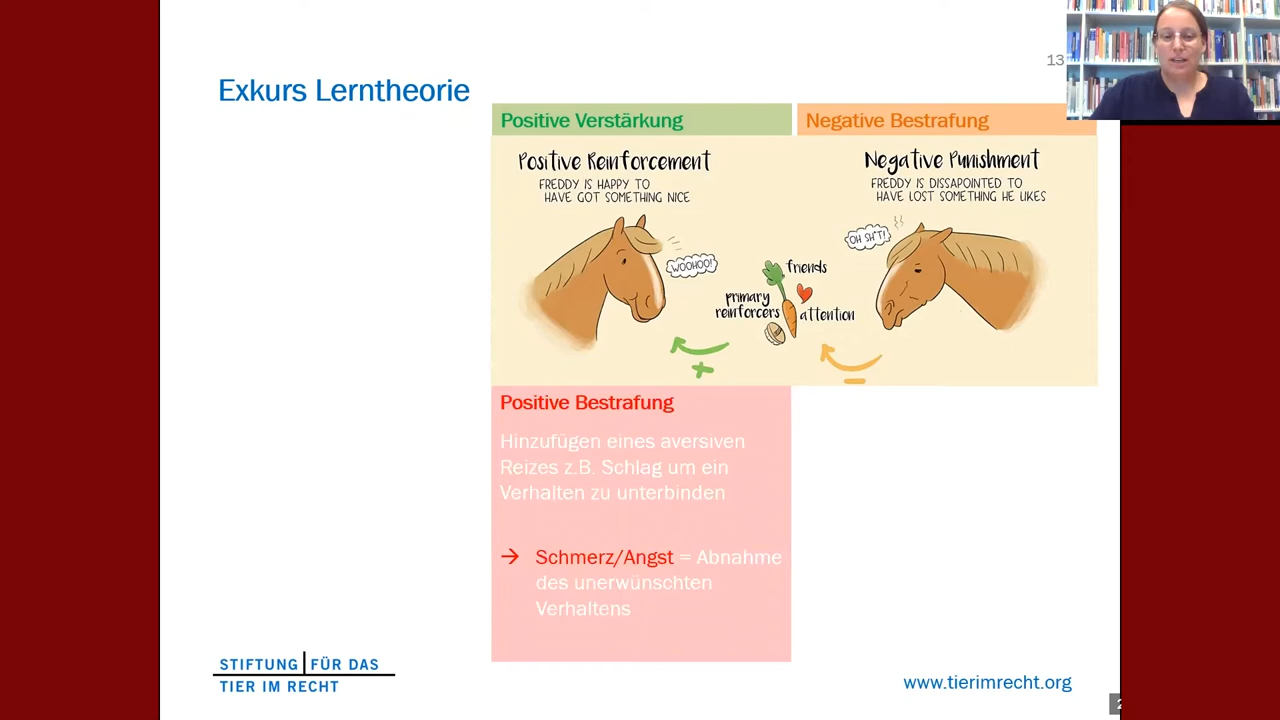 13
Exkurs Lerntheorie
Positive Verstärkung
Negative Bestrafung
Positive Reinforcement
FREDDY IS HAPPY TO
HAVE GOT SOMETHING NICE
WOOHOO!
Negative Punishment
FREDDY IS DISSAPOINTED TO
HAVE LOST SOMETHING HE LIKES
OH SH*T!
friends
primary
reinforcers
attention
Positive Bestrafung
Hinzufügen eines aversiven
Reizes z.B. Schlag um ein
Verhalten zu unterbinden
→ Schmerz/Angst = Abnahme
des unerwünschten
Verhaltens
STIFTUNG FÜR DAS
TIER IM RECHT
www.tierimrecht.org